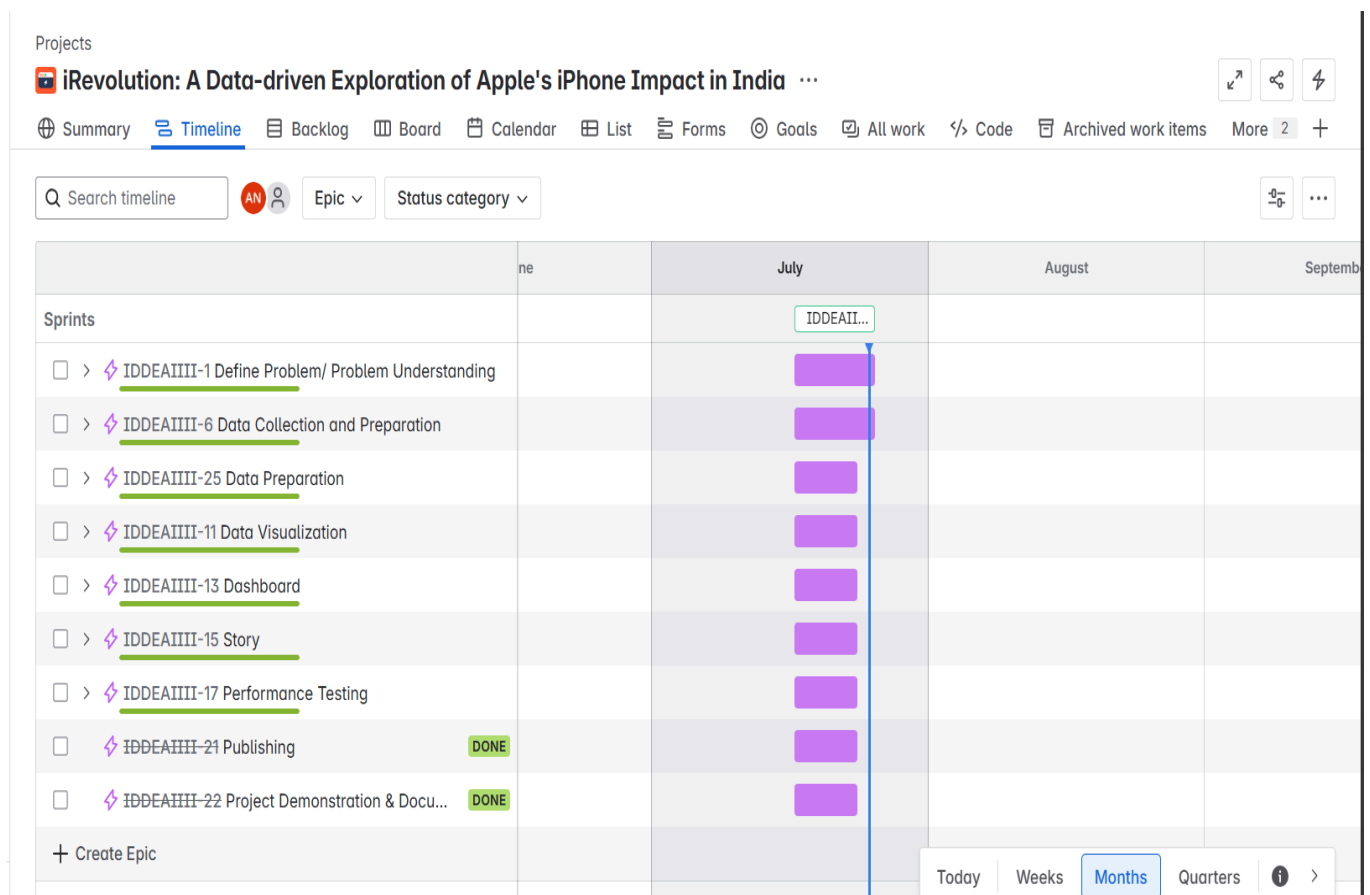 Projects
iRevolution: A Data-driven Exploration of Apple's iPhone Impact in India
Summary Timeline Backlog Board Calendar List Forms Goals All work Code Archived work items More 2
Search timeline AN Epic Status category
ne July August Septemb
Sprints IDDEAII...
IDDEAIIII-1 Define Problem/ Problem Understanding
IDDEAIIII-6 Data Collection and Preparation
IDDEAIIII-25 Data Preparation
IDDEAIIII-11 Data Visualization
IDDEAIIII-13 Dashboard
IDDEAIIII-15 Story
IDDEAIIII-17 Performance Testing
IDDEAIIII-21 Publishing DONE
IDDEAIIII-22 Project Demonstration & Docu... DONE
+ Create Epic
Today Weeks Months Quarters